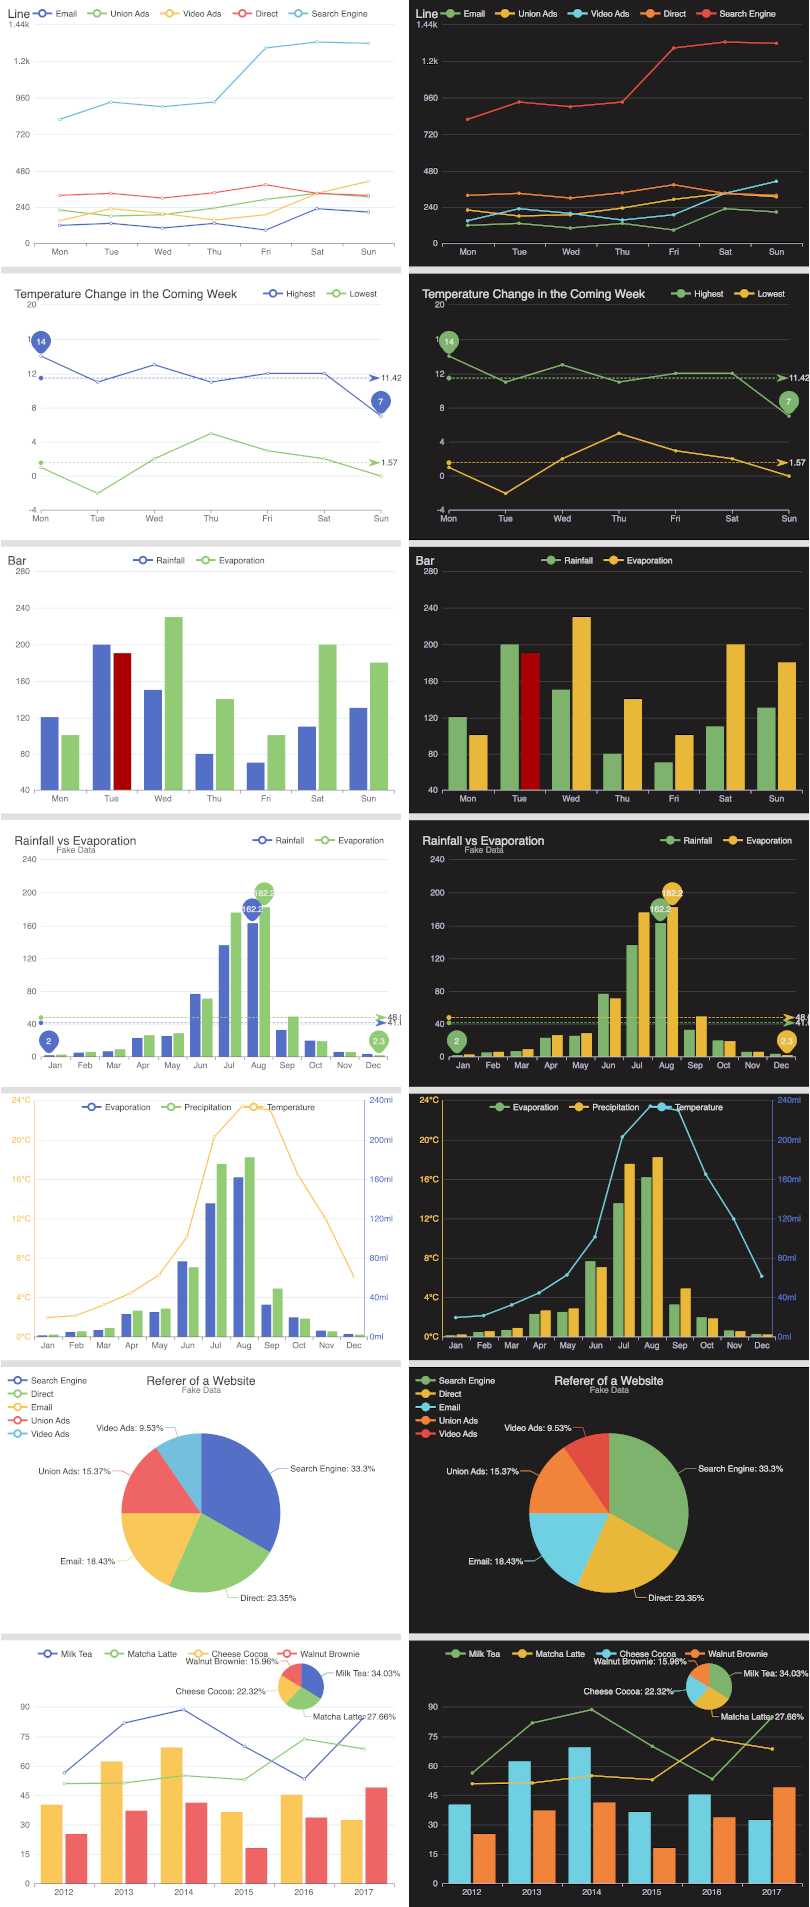 Line Email Union Ads Video Ads Direct Search Engine
1.44k
1.2k
960
720
480
240
0
Mon Tue Wed Thu Fri Sat Sun
Line Email Union Ads Video Ads Direct Search Engine
1.44k
1.2k
960
720
480
240
0
Mon Tue Wed Thu Fri Sat Sun
Temperature Change in the Coming Week Highest Lowest
20
14
12
11.42
8
7
4
1.57
0
-4
Mon Tue Wed Thu Fri Sat Sun
Temperature Change in the Coming Week Highest Lowest
20
14
12
11.42
8
7
4
1.57
0
-4
Mon Tue Wed Thu Fri Sat Sun
Bar Rainfall Evaporation
280
240
200
160
120
80
40
Mon Tue Wed Thu Fri Sat Sun
Bar Rainfall Evaporation
280
240
200
160
120
80
40
Mon Tue Wed Thu Fri Sat Sun
Rainfall vs Evaporation Rainfall Evaporation
Fake Data
240
200
182.2
162.2
160
120
80
40
2
2.3
0
Jan Feb Mar Apr May Jun Jul Aug Sep Oct Nov Dec
Rainfall vs Evaporation Rainfall Evaporation
Fake Data
240
200
182.2
162.2
160
120
80
40
2
2.3
0
Jan Feb Mar Apr May Jun Jul Aug Sep Oct Nov Dec
24°C 240ml
Evaporation Precipitation Temperature
20°C 200ml
16°C 160ml
12°C 120ml
8°C 80ml
4°C 40ml
0°C 0ml
Jan Feb Mar Apr May Jun Jul Aug Sep Oct Nov Dec
24°C 240ml
Evaporation Precipitation Temperature
20°C 200ml
16°C 160ml
12°C 120ml
8°C 80ml
4°C 40ml
0°C 0ml
Jan Feb Mar Apr May Jun Jul Aug Sep Oct Nov Dec
Search Engine
Direct
Email
Union Ads
Video Ads
Referer of a Website
Fake Data
Video Ads: 9.53%
Union Ads: 15.37%
Search Engine: 33.3%
Email: 18.43%
Direct: 23.35%
Search Engine
Direct
Email
Union Ads
Video Ads
Referer of a Website
Fake Data
Video Ads: 9.53%
Union Ads: 15.37%
Search Engine: 33.3%
Email: 18.43%
Direct: 23.35%
Milk Tea Matcha Latte Cheese Cocoa Walnut Brownie
Walnut Brownie: 15.96%
Milk Tea: 34.03%
Cheese Cocoa: 22.32%
Matcha Latte: 27.66%
90
75
60
45
30
15
0
2012 2013 2014 2015 2016 2017
Milk Tea Matcha Latte Cheese Cocoa Walnut Brownie
Walnut Brownie: 15.96%
Milk Tea: 34.03%
Cheese Cocoa: 22.32%
Matcha Latte: 27.66%
90
75
60
45
30
15
0
2012 2013 2014 2015 2016 2017